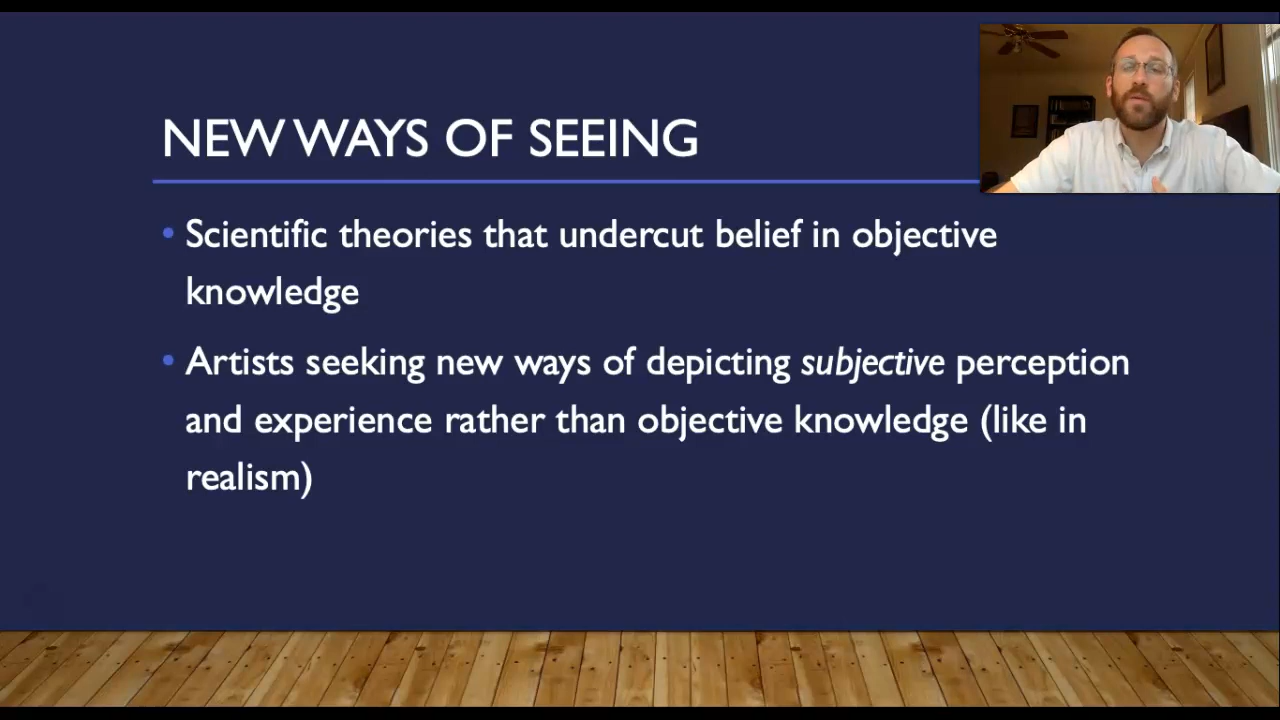 NEW WAYS OF SEEING
• Scientific theories that undercut belief in objective
knowledge
• Artists seeking new ways of depicting subjective perception
and experience rather than objective knowledge (like in
realism)